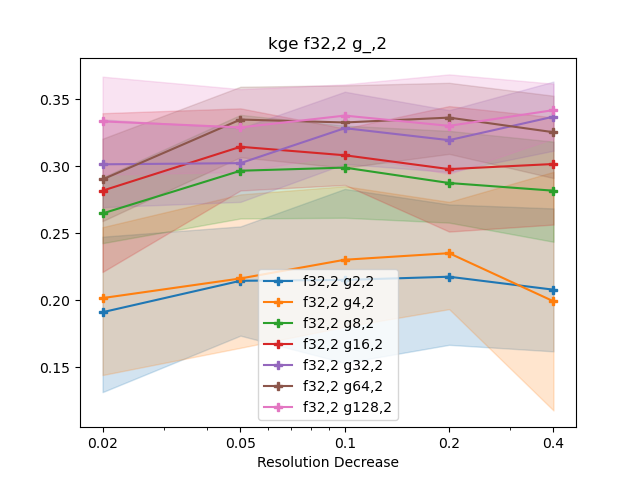 kge f32,2 g_,2
0.35
0.30
0.25
0.20
0.15
f32,2 g2,2
f32,2 g4,2
f32,2 g8,2
f32,2 g16,2
f32,2 g32,2
f32,2 g64,2
f32,2 g128,2
0.02 0.05 0.1 0.2 0.4
Resolution Decrease